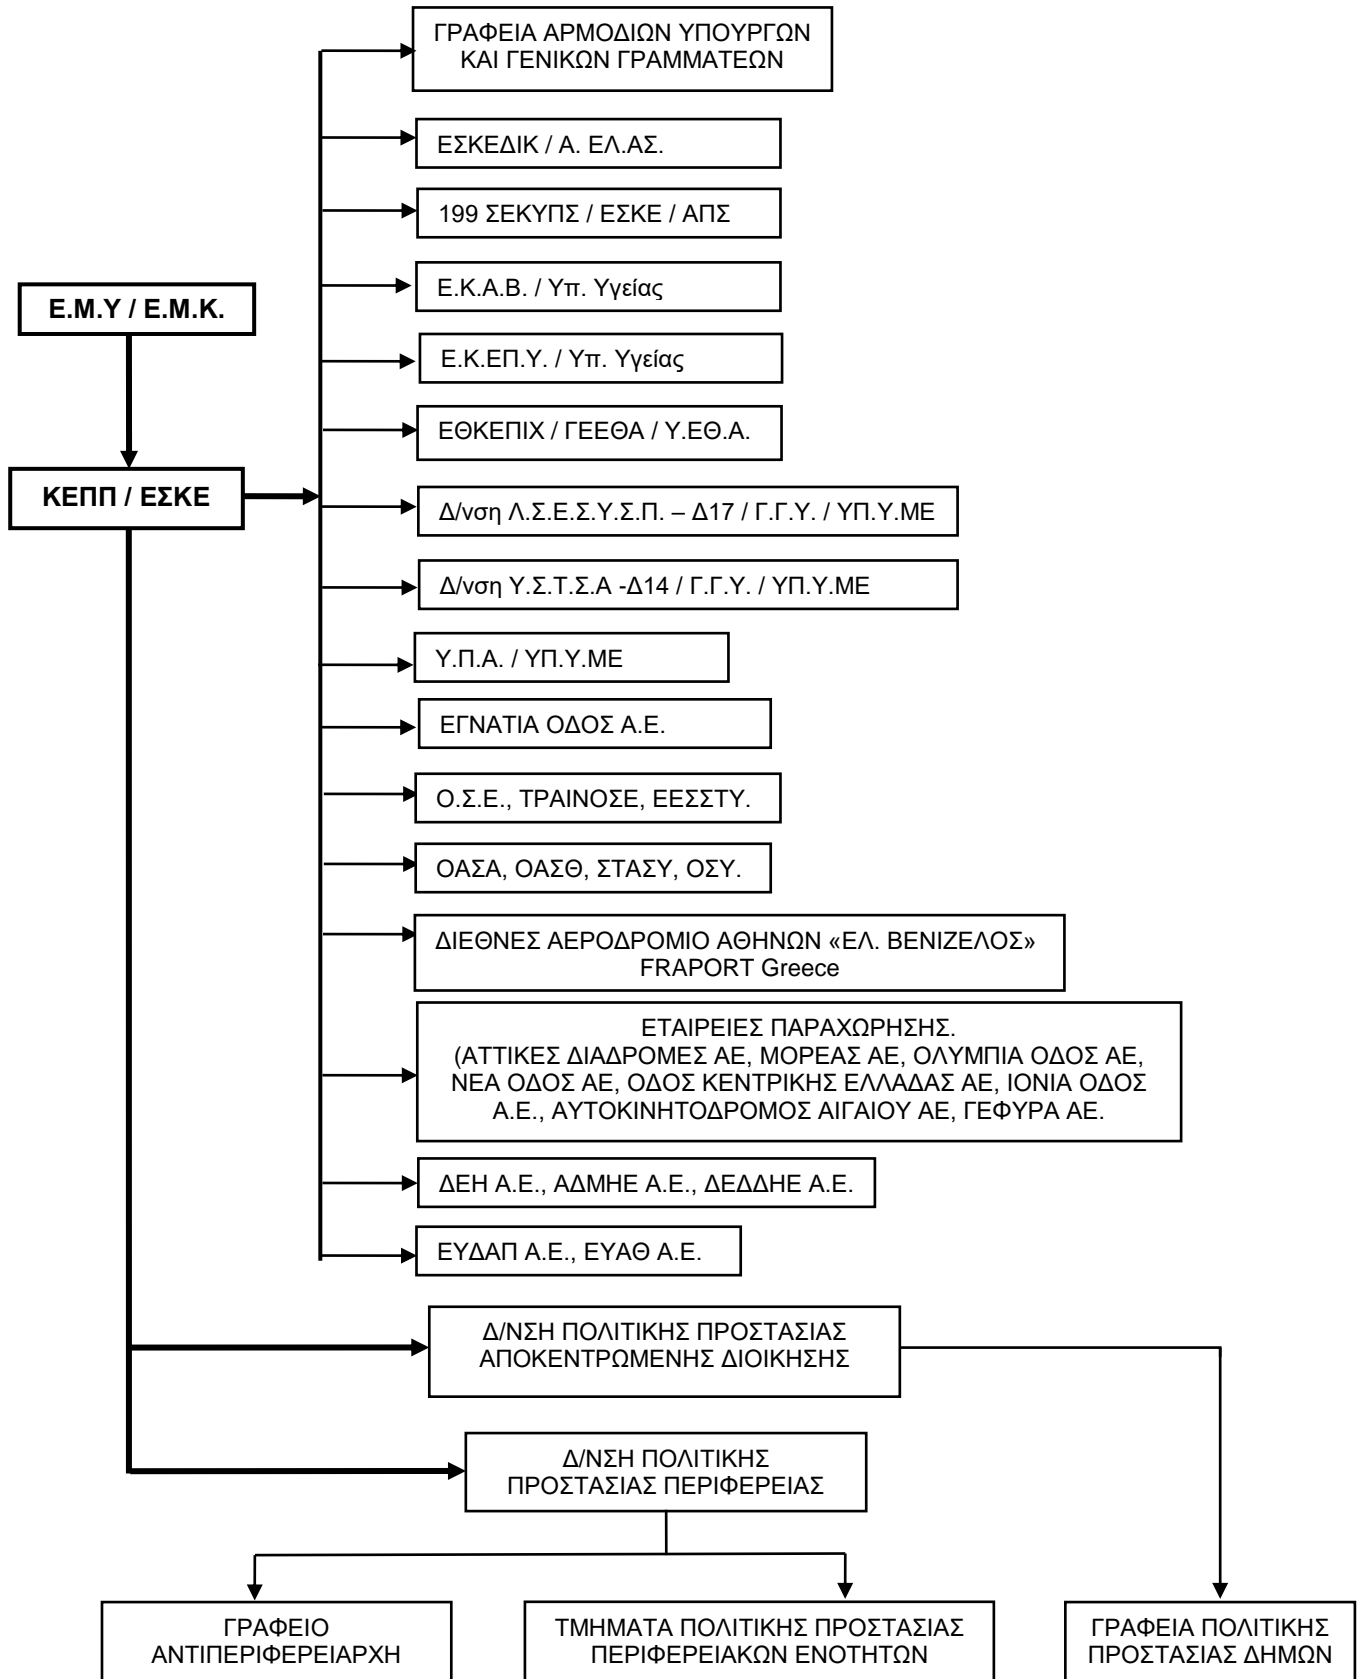 ΓΡΑΦΕΙΑ ΑΡΜΟΔΙΩΝ ΥΠΟΥΡΓΩΝ
ΚΑΙ ΓΕΝΙΚΩΝ ΓΡΑΜΜΑΤΕΩΝ
ΕΣΚΕΔΙΚ / Α. ΕΛ.ΑΣ.
199 ΣΕΚΥΠΣ / ΕΣΚΕ / ΑΠΣ
Ε.Κ.Α.Β. / Υπ. Υγείας
Ε.Μ.Υ / Ε.Μ.Κ.
Ε.Κ.ΕΠ.Υ. / Υπ. Υγείας
ΕΘΚΕΠΙΧ / ΓΕΕΘΑ / Υ.ΕΘ.Α.
ΚΕΠΠ / ΕΣΚΕ
Δ/νση Λ.Σ.Ε.Σ.Υ.Σ.Π. – Δ17 / Γ.Γ.Υ. / ΥΠ.Υ.ΜΕ
Δ/νση Υ.Σ.Τ.Σ.Α -Δ14 / Γ.Γ.Υ. / ΥΠ.Υ.ΜΕ
Υ.Π.Α. / ΥΠ.Υ.ΜΕ
ΕΓΝΑΤΙΑ ΟΔΟΣ Α.Ε.
Ο.Σ.Ε., ΤΡΑΙΝΟΣΕ, ΕΕΣΣΤΥ.
ΟΑΣΑ, ΟΑΣΘ, ΣΤΑΣΥ, ΟΣΥ.
ΔΙΕΘΝΕΣ ΑΕΡΟΔΡΟΜΙΟ ΑΘΗΝΩΝ «ΕΛ. ΒΕΝΙΖΕΛΟΣ»
FRAPORT Greece
ΕΤΑΙΡΕΙΕΣ ΠΑΡΑΧΩΡΗΣΗΣ.
(ΑΤΤΙΚΕΣ ΔΙΑΔΡΟΜΕΣ ΑΕ, ΜΟΡΕΑΣ ΑΕ, ΟΛΥΜΠΙΑ ΟΔΟΣ ΑΕ,
ΝΕΑ ΟΔΟΣ ΑΕ, ΟΔΟΣ ΚΕΝΤΡΙΚΗΣ ΕΛΛΑΔΑΣ ΑΕ, ΙΟΝΙΑ ΟΔΟΣ
Α.Ε., ΑΥΤΟΚΙΝΗΤΟΔΡΟΜΟΣ ΑΙΓΑΙΟΥ ΑΕ, ΓΕΦΥΡΑ ΑΕ.
ΔΕΗ Α.Ε., ΑΔΜΗΕ Α.Ε., ΔΕΔΔΗΕ Α.Ε.
ΕΥΔΑΠ Α.Ε., ΕΥΑΘ Α.Ε.
Δ/ΝΣΗ ΠΟΛΙΤΙΚΗΣ ΠΡΟΣΤΑΣΙΑΣ
ΑΠΟΚΕΝΤΡΩΜΕΝΗΣ ΔΙΟΙΚΗΣΗΣ
Δ/ΝΣΗ ΠΟΛΙΤΙΚΗΣ
ΠΡΟΣΤΑΣΙΑΣ ΠΕΡΙΦΕΡΕΙΑΣ
ΓΡΑΦΕΙΟ
ΑΝΤΙΠΕΡΙΦΕΡΕΙΑΡΧΗ
ΤΜΗΜΑΤΑ ΠΟΛΙΤΙΚΗΣ ΠΡΟΣΤΑΣΙΑΣ
ΠΕΡΙΦΕΡΕΙΑΚΩΝ ΕΝΟΤΗΤΩΝ
ΓΡΑΦΕΙΑ ΠΟΛΙΤΙΚΗΣ
ΠΡΟΣΤΑΣΙΑΣ ΔΗΜΩΝ